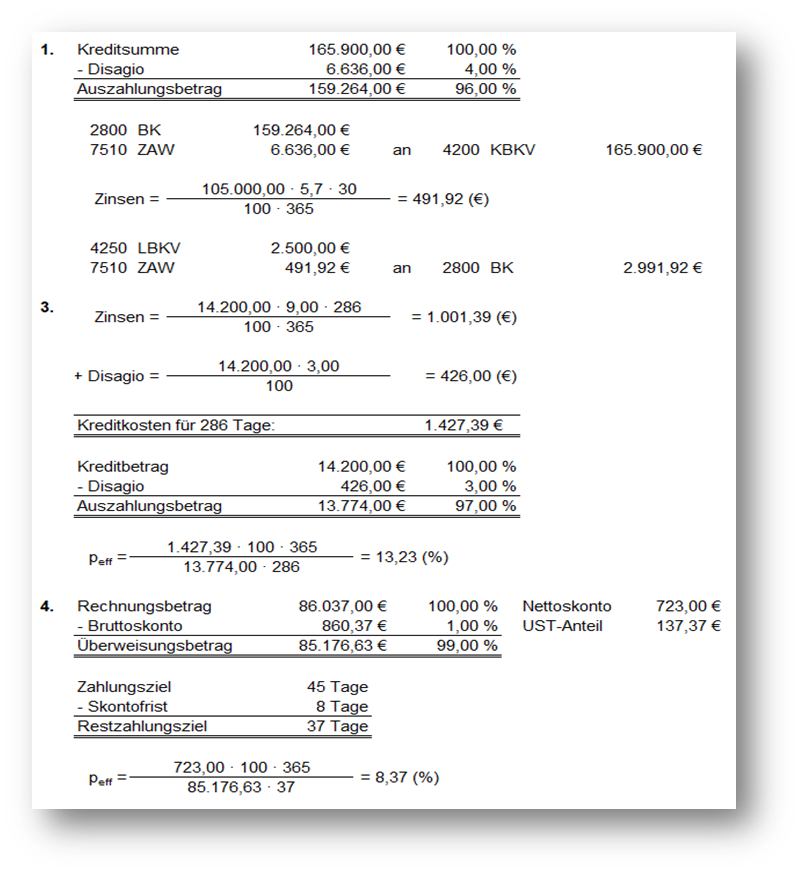 1. Kreditsumme 165.900,00 € 100,00 %
- Disagio 6.636,00 € 4,00 %
Auszahlungsbetrag 159.264,00 € 96,00 %
2800 BK 159.264,00 €
7510 ZAW 6.636,00 € an 4200 KBKV 165.900,00 €
105.000,00 · 5,7 · 30
Zinsen = = 491,92 (€)
100 · 365
4250 LBKV 2.500,00 €
7510 ZAW 491,92 € an 2800 BK 2.991,92 €
3. 14.200,00 · 9,00 · 286
Zinsen = = 1.001,39 (€)
100 · 365
14.200,00 · 3,00
+ Disagio = = 426,00 (€)
100
Kreditkosten für 286 Tage: 1.427,39 €
Kreditbetrag 14.200,00 € 100,00 %
- Disagio 426,00 € 3,00 %
Auszahlungsbetrag 13.774,00 € 97,00 %
1.427,39 · 100 · 365
peff = = 13,23 (%)
13.774,00 · 286
4. Rechnungsbetrag 86.037,00 € 100,00 % Nettoskonto 723,00 €
- Bruttoskonto 860,37 € 1,00 % UST-Anteil 137,37 €
Überweisungsbetrag 85.176,63 € 99,00 %
Zahlungsziel 45 Tage
- Skontofrist 8 Tage
Restzahlungsziel 37 Tage
723,00 · 100 · 365
peff = = 8,37 (%)
85.176,63 · 37